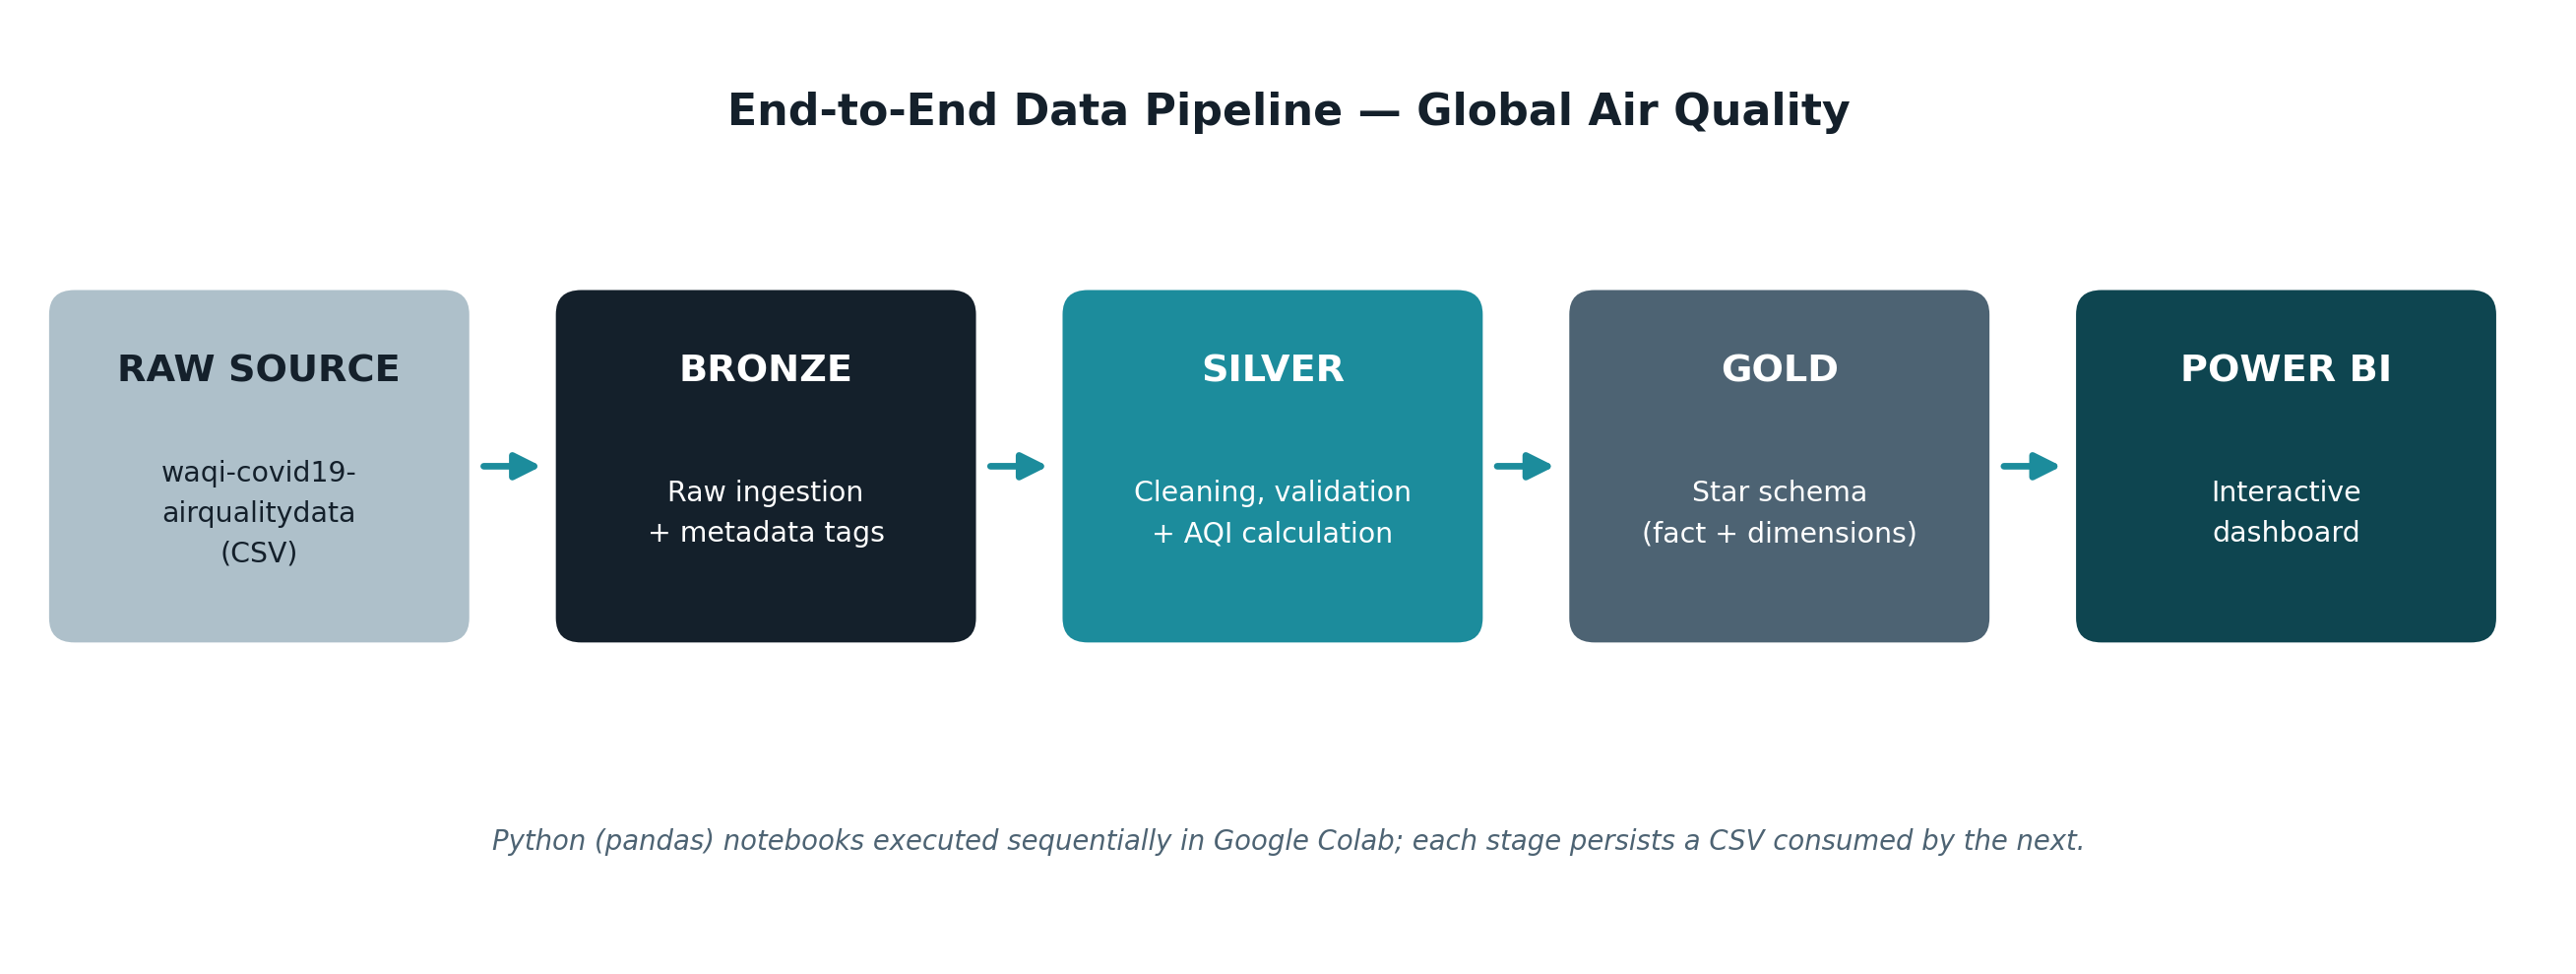 End-to-End Data Pipeline — Global Air Quality
RAW SOURCE
waqi-covid19-
airqualitydata
(CSV)
BRONZE
Raw ingestion
+ metadata tags
SILVER
Cleaning, validation
+ AQI calculation
GOLD
Star schema
(fact + dimensions)
POWER BI
Interactive
dashboard
Python (pandas) notebooks executed sequentially in Google Colab; each stage persists a CSV consumed by the next.